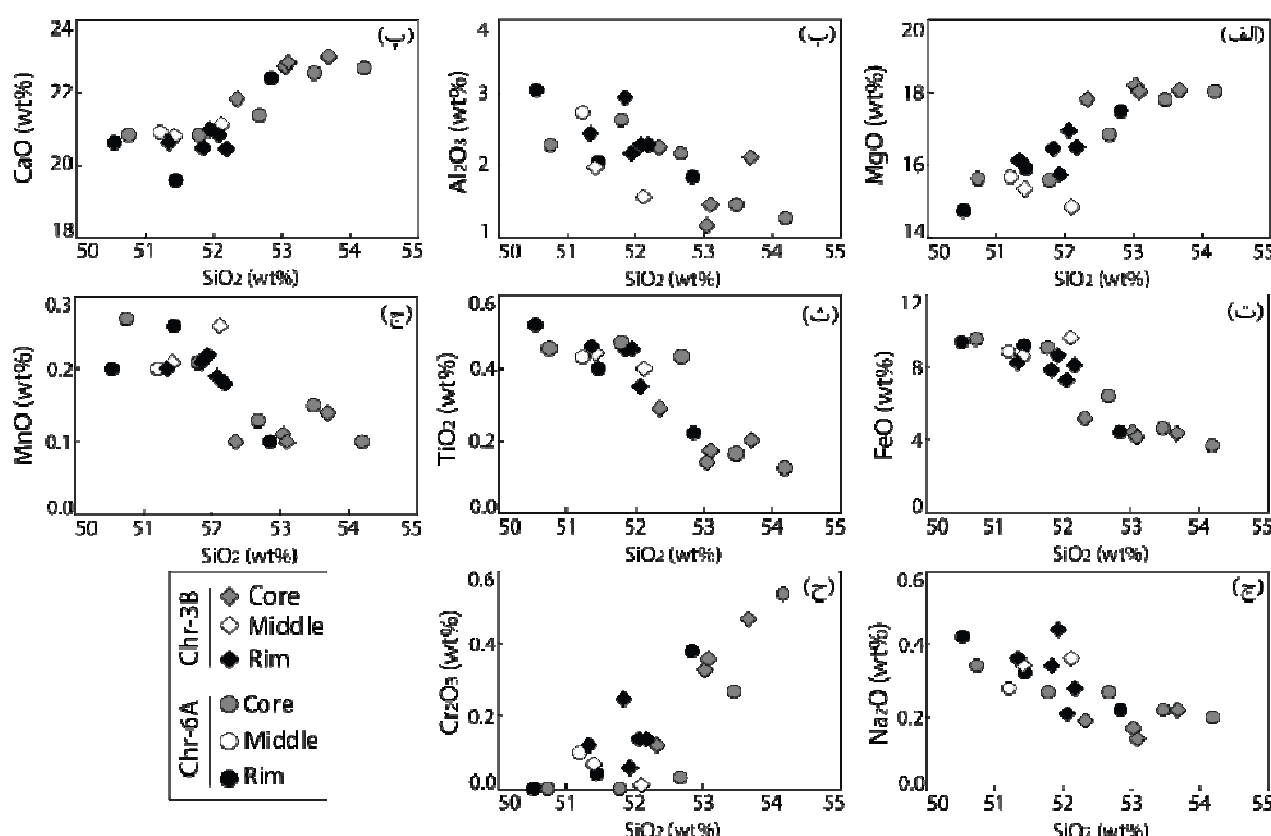 24
22
20
18
CaO (wt%)
(پ)
50 51 52 53 54 55
SiO2 (wt%)
4
3
2
1
Al2O3 (wt%)
(ب)
50 51 52 53 54 55
SiO2 (wt%)
20
18
16
14
MgO (wt%)
(الف)
50 51 52 53 54 55
SiO2 (wt%)
0.3
0.2
0.1
0.0
MnO (wt%)
(ج)
50 51 52 53 54 55
SiO2 (wt%)
0.6
0.4
0.2
0.0
TiO2 (wt%)
(ث)
50 51 52 53 54 55
SiO2 (wt%)
12
8
4
0
FeO (wt%)
(ت)
50 51 52 53 54 55
SiO2 (wt%)
Chr-3B
Core
Middle
Rim
Chr-6A
Core
Middle
Rim
0.6
0.4
0.2
0.0
Cr2O3 (wt%)
(ح)
50 51 52 53 54 55
SiO2 (wt%)
0.6
0.4
0.2
0.0
Na2O (wt%)
(چ)
50 51 52 53 54 55
SiO2 (wt%)